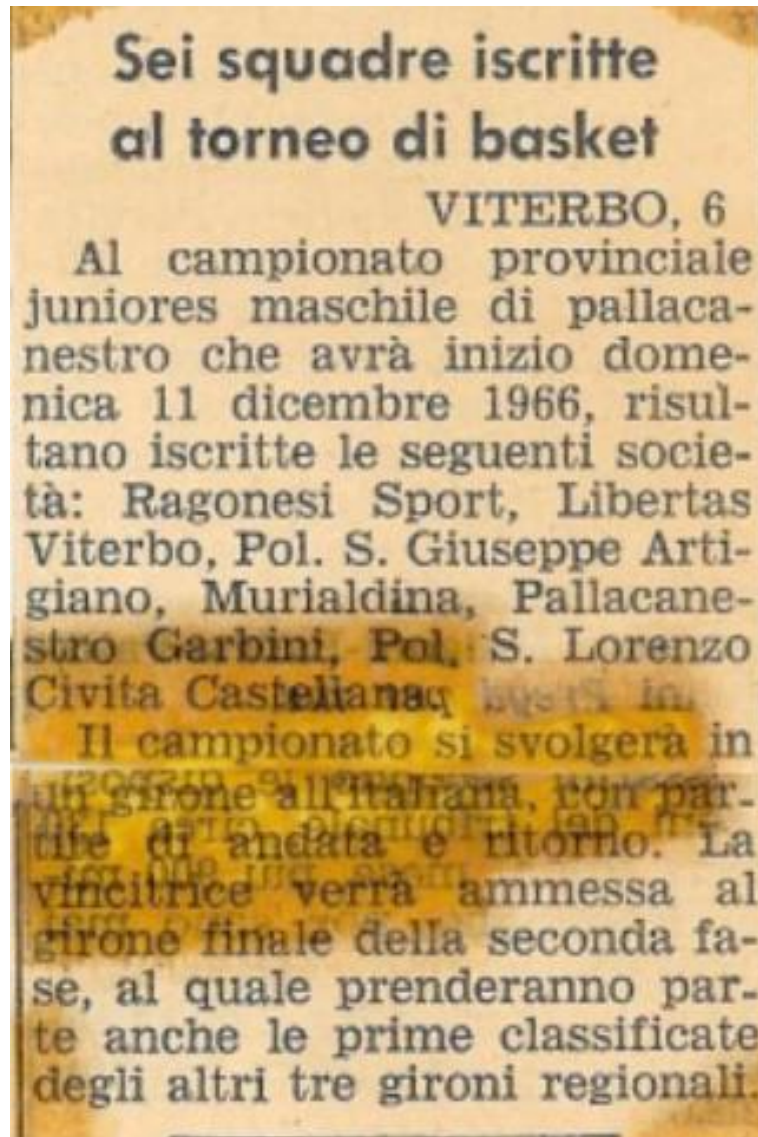 Sei squadre iscritte
al torneo di basket
VITERBO, 6
Al campionato provinciale
juniores maschile di pallaca-
nestro che avrà inizio dome-
nica 11 dicembre 1966, risul-
tano iscritte le seguenti socie-
tà: Ragonesi Sport, Libertas
Viterbo, Pol. S. Giuseppe Arti-
giano, Murialdina, Pallacane-
stro Garbini, Pol. S. Lorenzo
Civita Castellana.
Il campionato si svolgerà in
un girone all'italiana, con par-
tite di andata e ritorno. La
vincitrice verrà ammessa al
girone finale della seconda fa-
se, al quale prenderanno par-
te anche le prime classificate
degli altri tre gironi regionali.